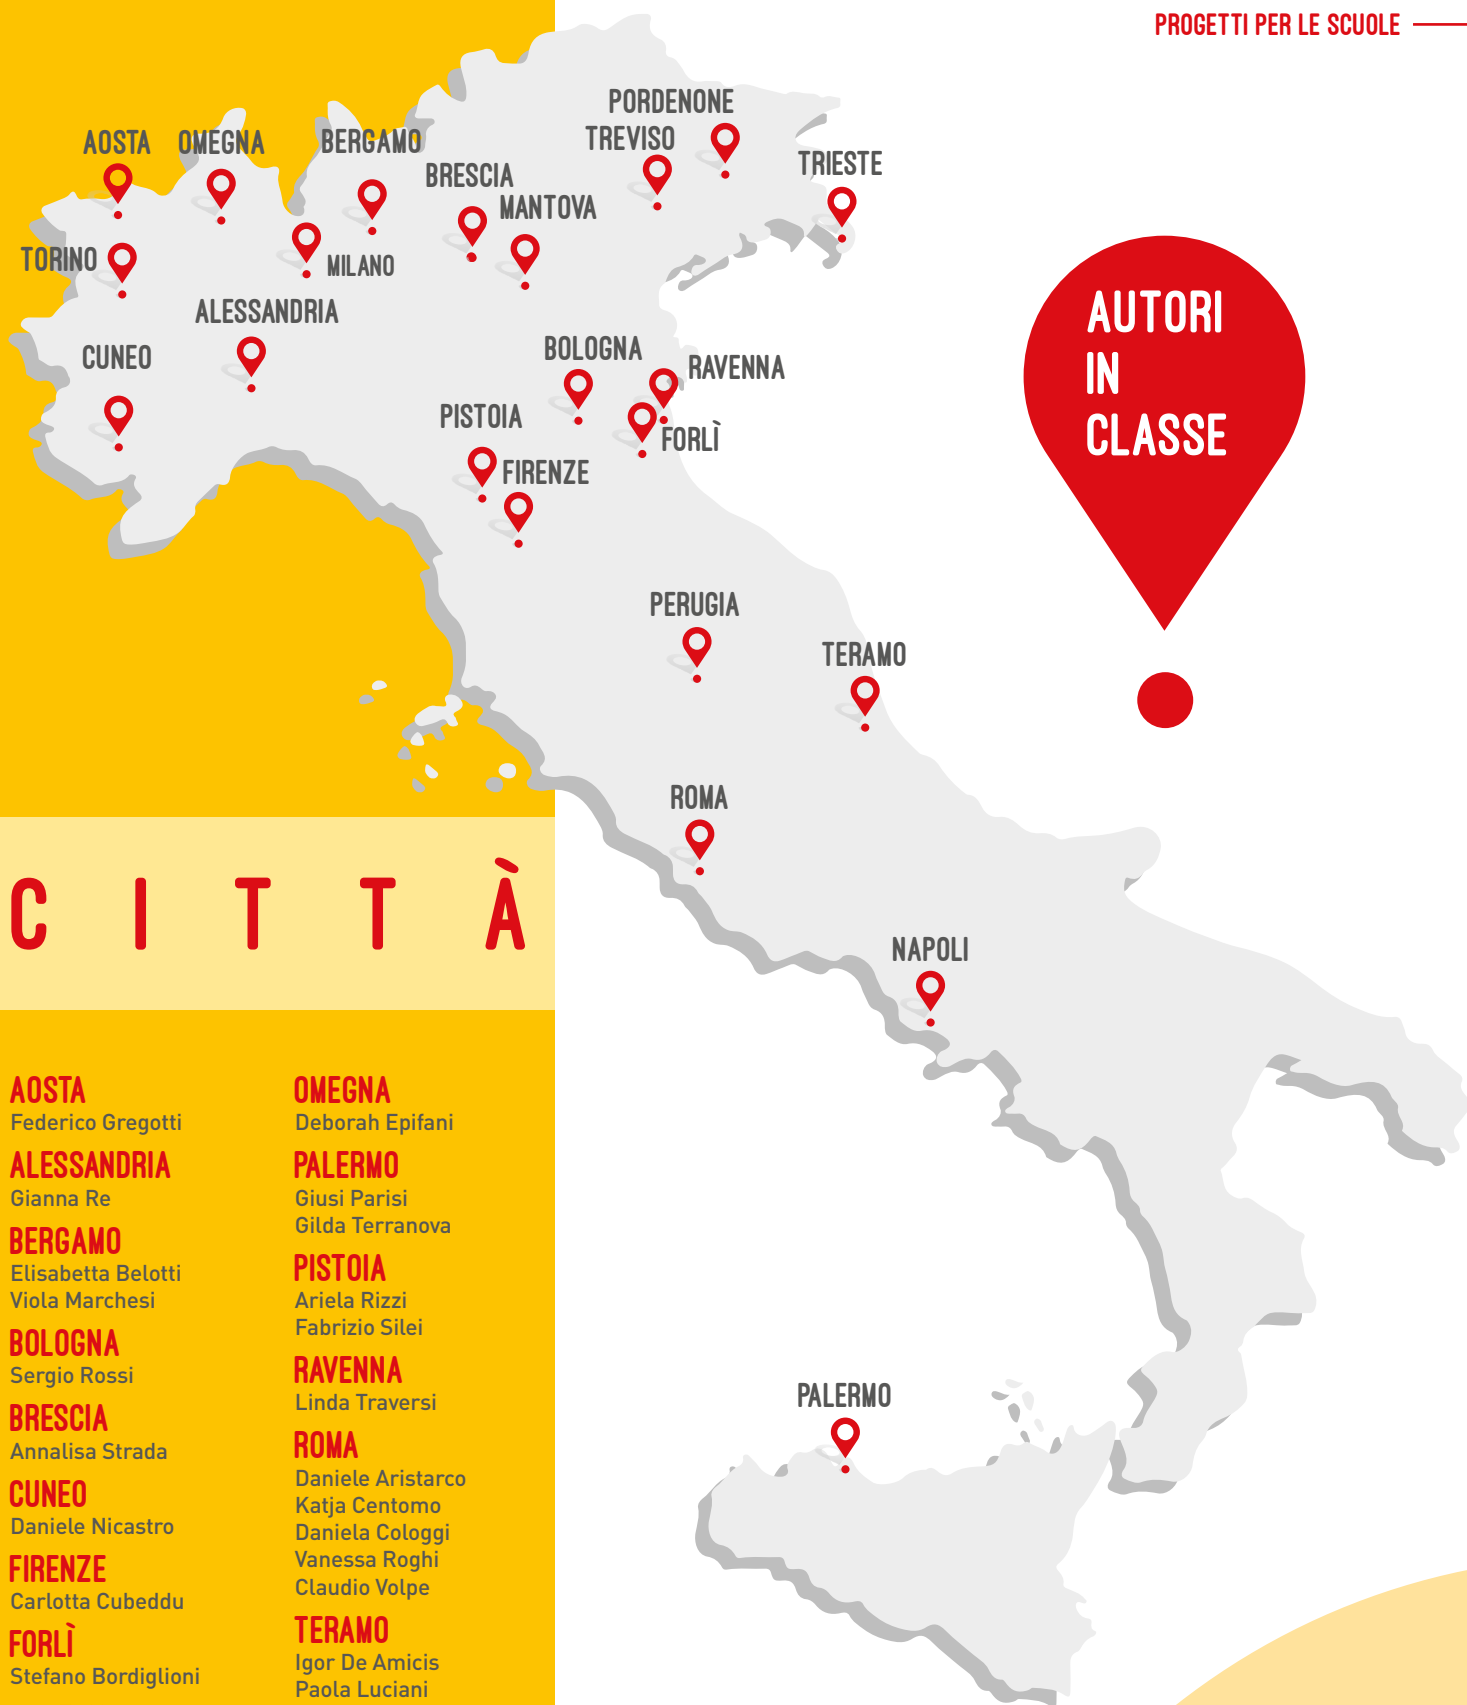 PROGETTI PER LE SCUOLE
PORDENONE
AOSTA
OMEGNA
BERGAMO
TREVISO
BRESCIA
TRIESTE
MANTOVA
TORINO
MILANO
ALESSANDRIA
CUNEO
BOLOGNA
RAVENNA
PISTOIA
FORLÌ
FIRENZE
AUTORI
IN
CLASSE
PERUGIA
TERAMO
ROMA
NAPOLI
PALERMO
CITTÀ
AOSTA
Federico Gregotti
ALESSANDRIA
Gianna Re
BERGAMO
Elisabetta Belotti
Viola Marchesi
BOLOGNA
Sergio Rossi
BRESCIA
Annalisa Strada
CUNEO
Daniele Nicastro
FIRENZE
Carlotta Cubeddu
FORLÌ
Stefano Bordiglioni
OMEGNA
Deborah Epifani
PALERMO
Giusi Parisi
Gilda Terranova
PISTOIA
Ariela Rizzi
Fabrizio Silei
RAVENNA
Linda Traversi
ROMA
Daniele Aristarco
Katja Centomo
Daniela Cologgi
Vanessa Roghi
Claudio Volpe
TERAMO
Igor De Amicis
Paola Luciani